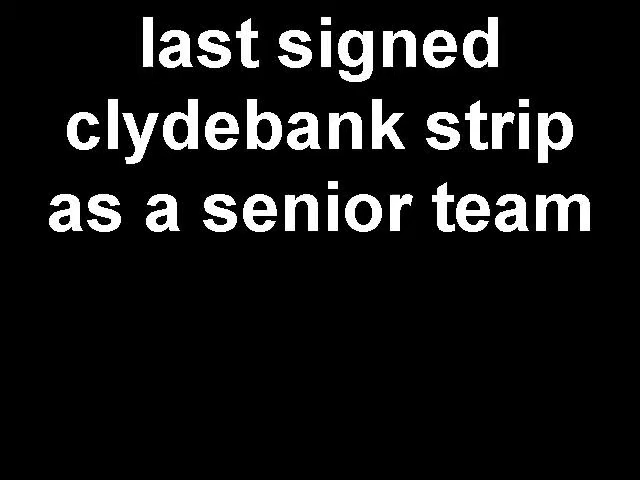 last signed
clydebank strip
as a senior team